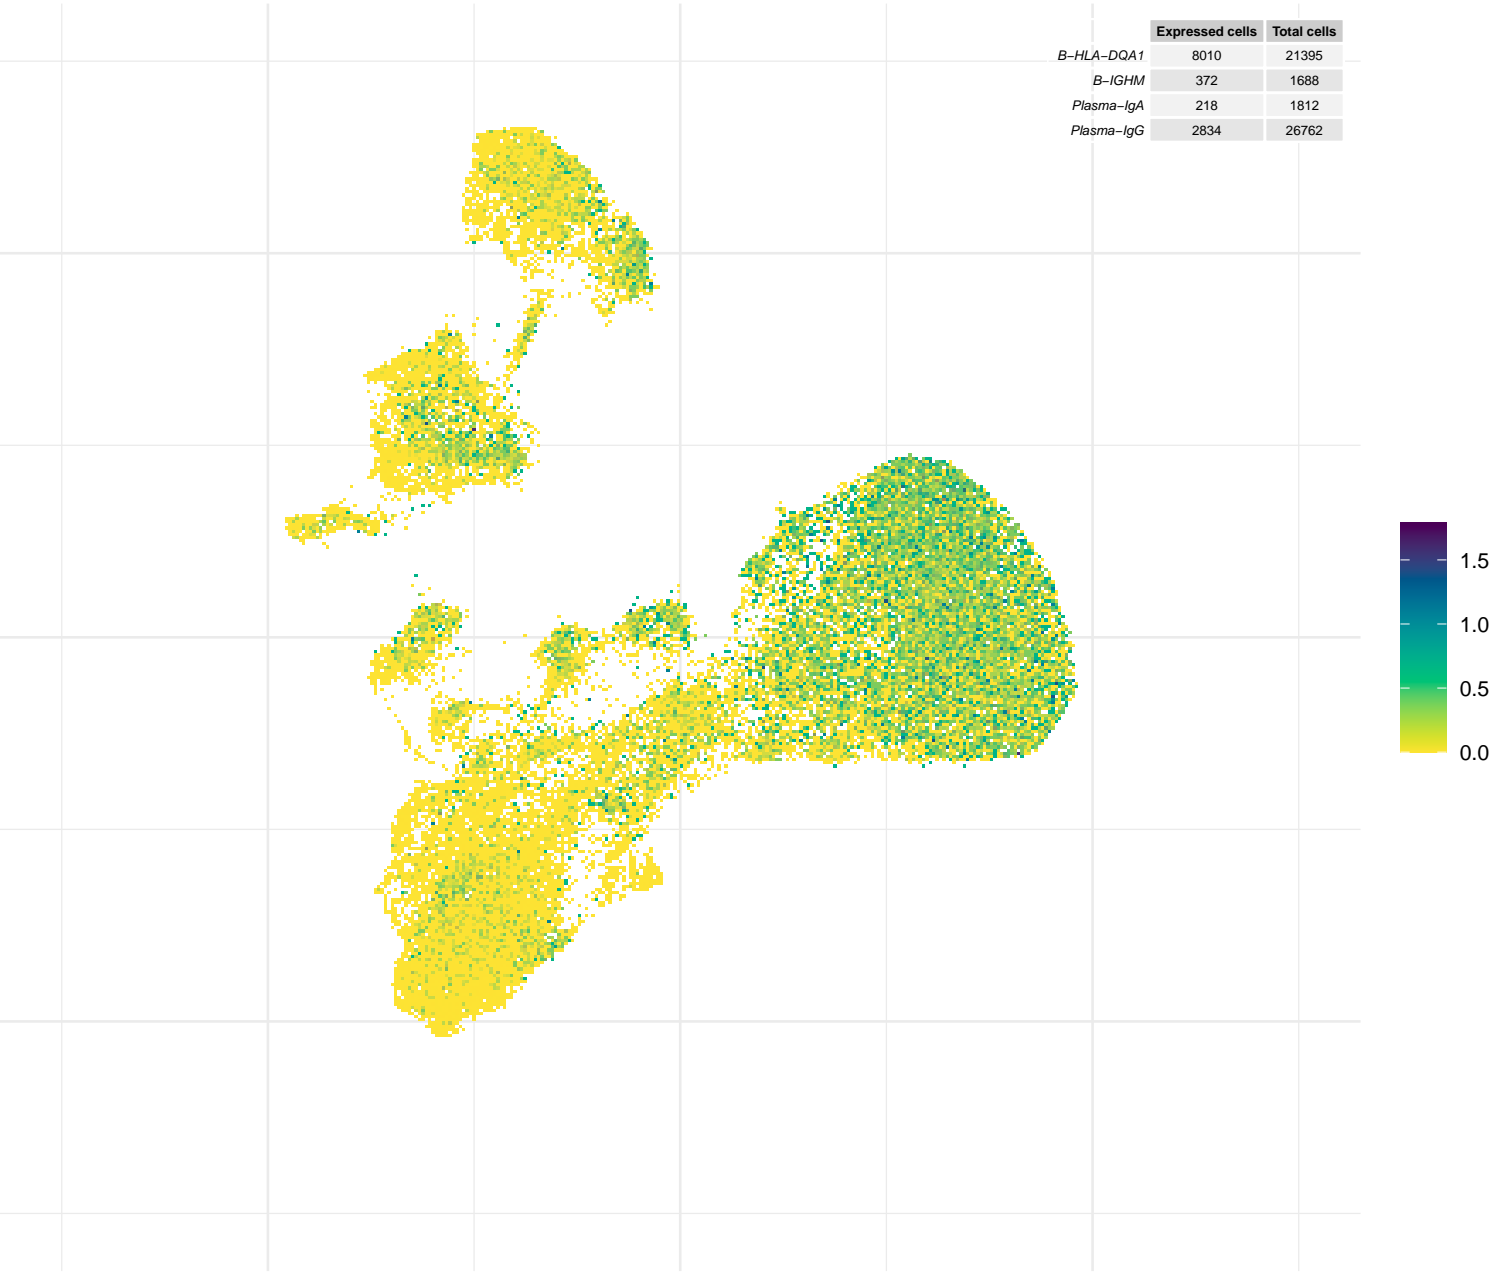 Expressed cells Total cells
B−HLA−DQA1 8010 21395
B−IGHM 372 1688
Plasma−IgA 218 1812
Plasma−IgG 2834 26762
1.5
1.0
0.5
0.0